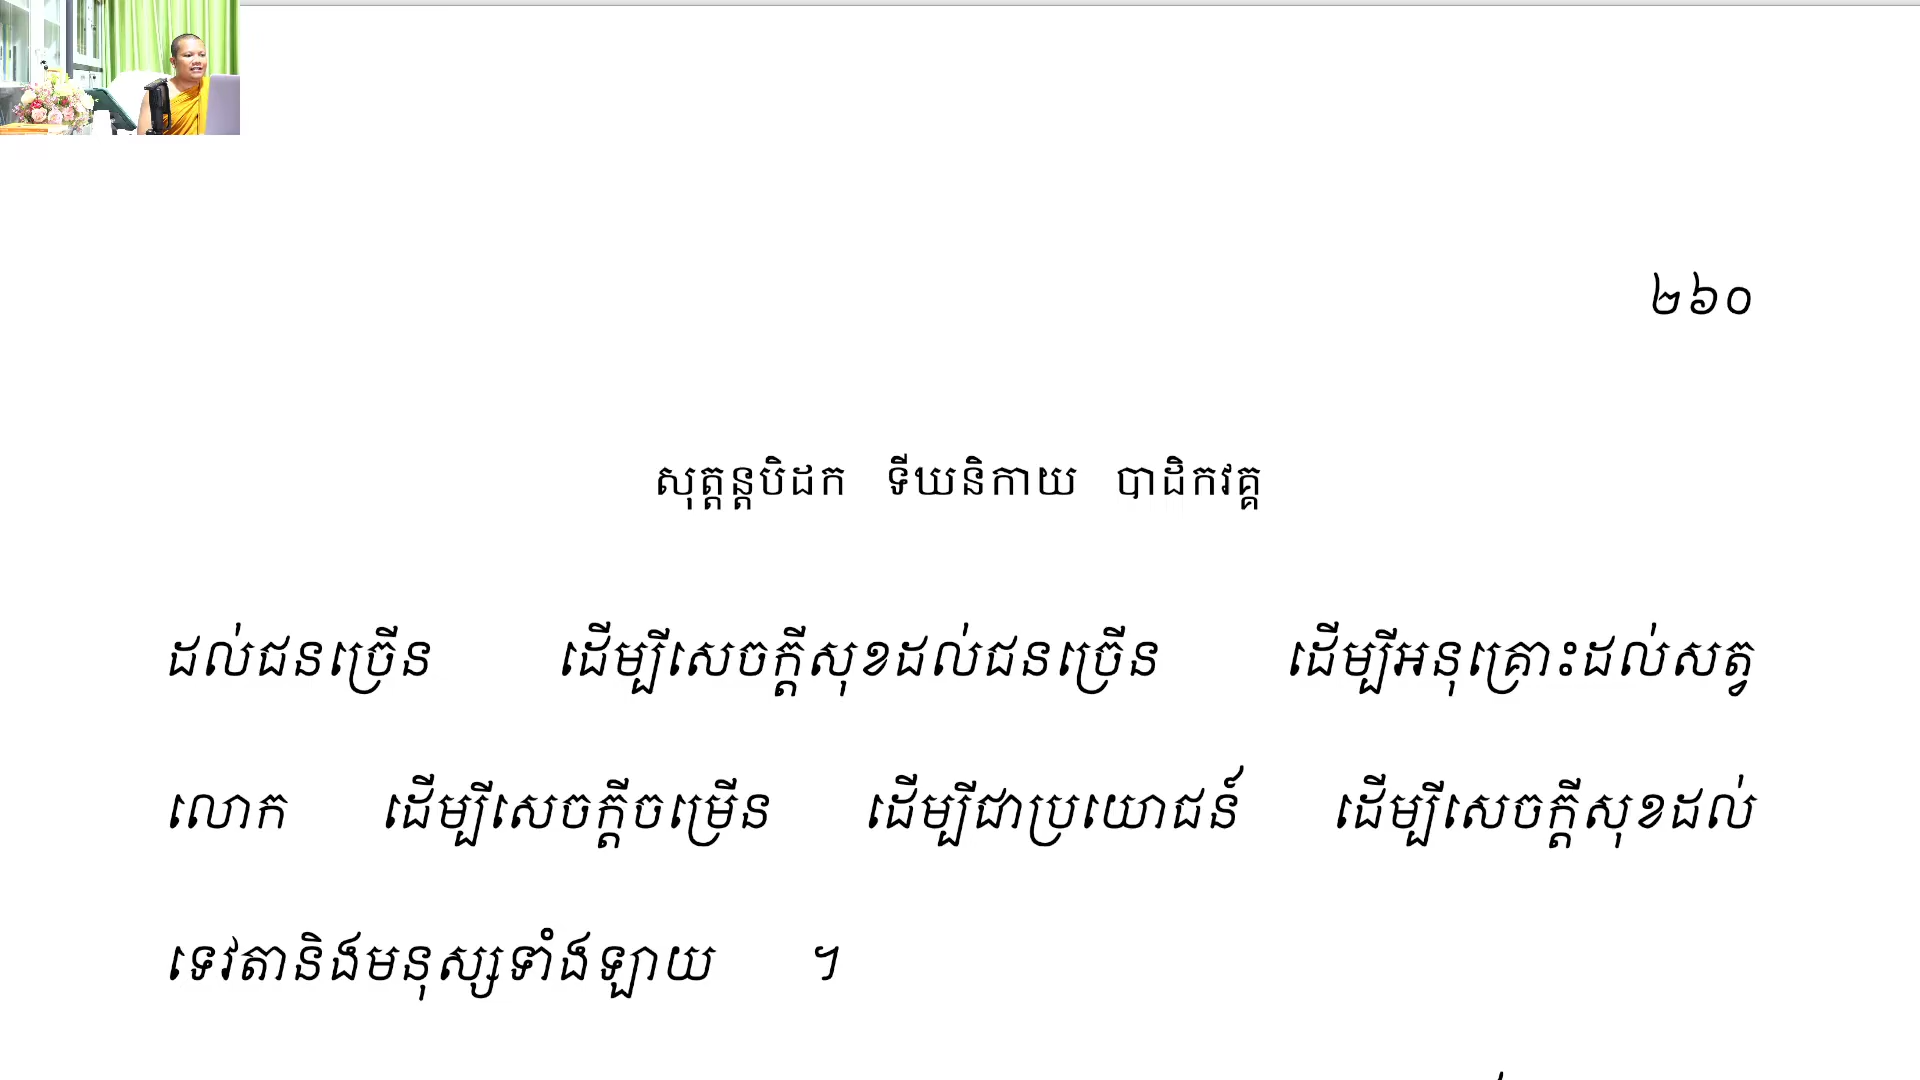 ២៦០
សុត្តន្តបិដក ទីឃនិកាយ បាដិកវគ្គ
ដល់ជនច្រើន ដើម្បីសេចក្តីសុខដល់ជនច្រើន ដើម្បីអនុគ្រោះដល់សត្វ
លោក ដើម្បីសេចក្តីចម្រើន ដើម្បីជាប្រយោជន៍ ដើម្បីសេចក្តីសុខដល់
ទេវតានិងមនុស្សទាំងឡាយ ។